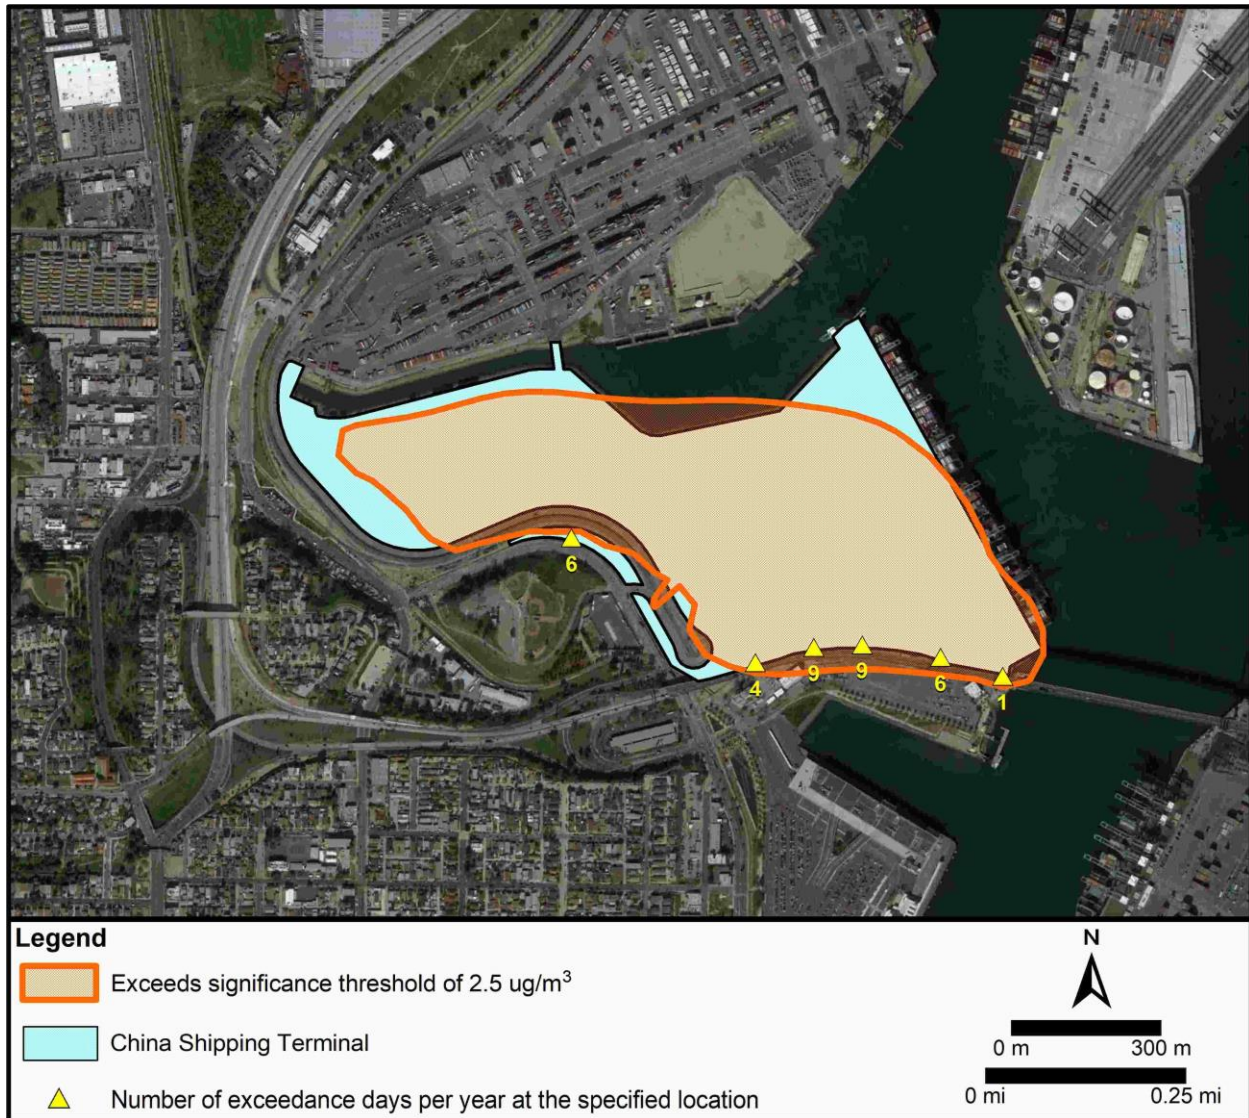 6
4
9
9
6
1
Legend
Exceeds significance threshold of 2.5 ug/m³
China Shipping Terminal
Number of exceedance days per year at the specified location
N
0 m 300 m
0 mi 0.25 mi